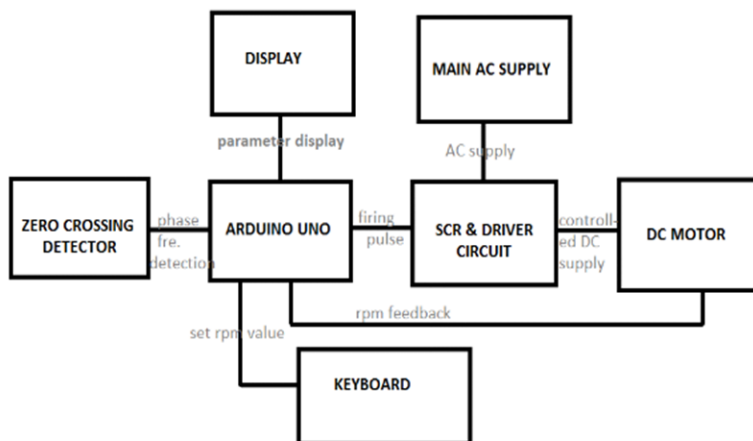 DISPLAY
MAIN AC SUPPLY
parameter display
AC supply
ZERO CROSSING
DETECTOR
phase
fre.
detection
ARDUINO UNO
firing
pulse
SCR & DRIVER
CIRCUIT
controll-
ed DC
supply
DC MOTOR
rpm feedback
set rpm value
KEYBOARD